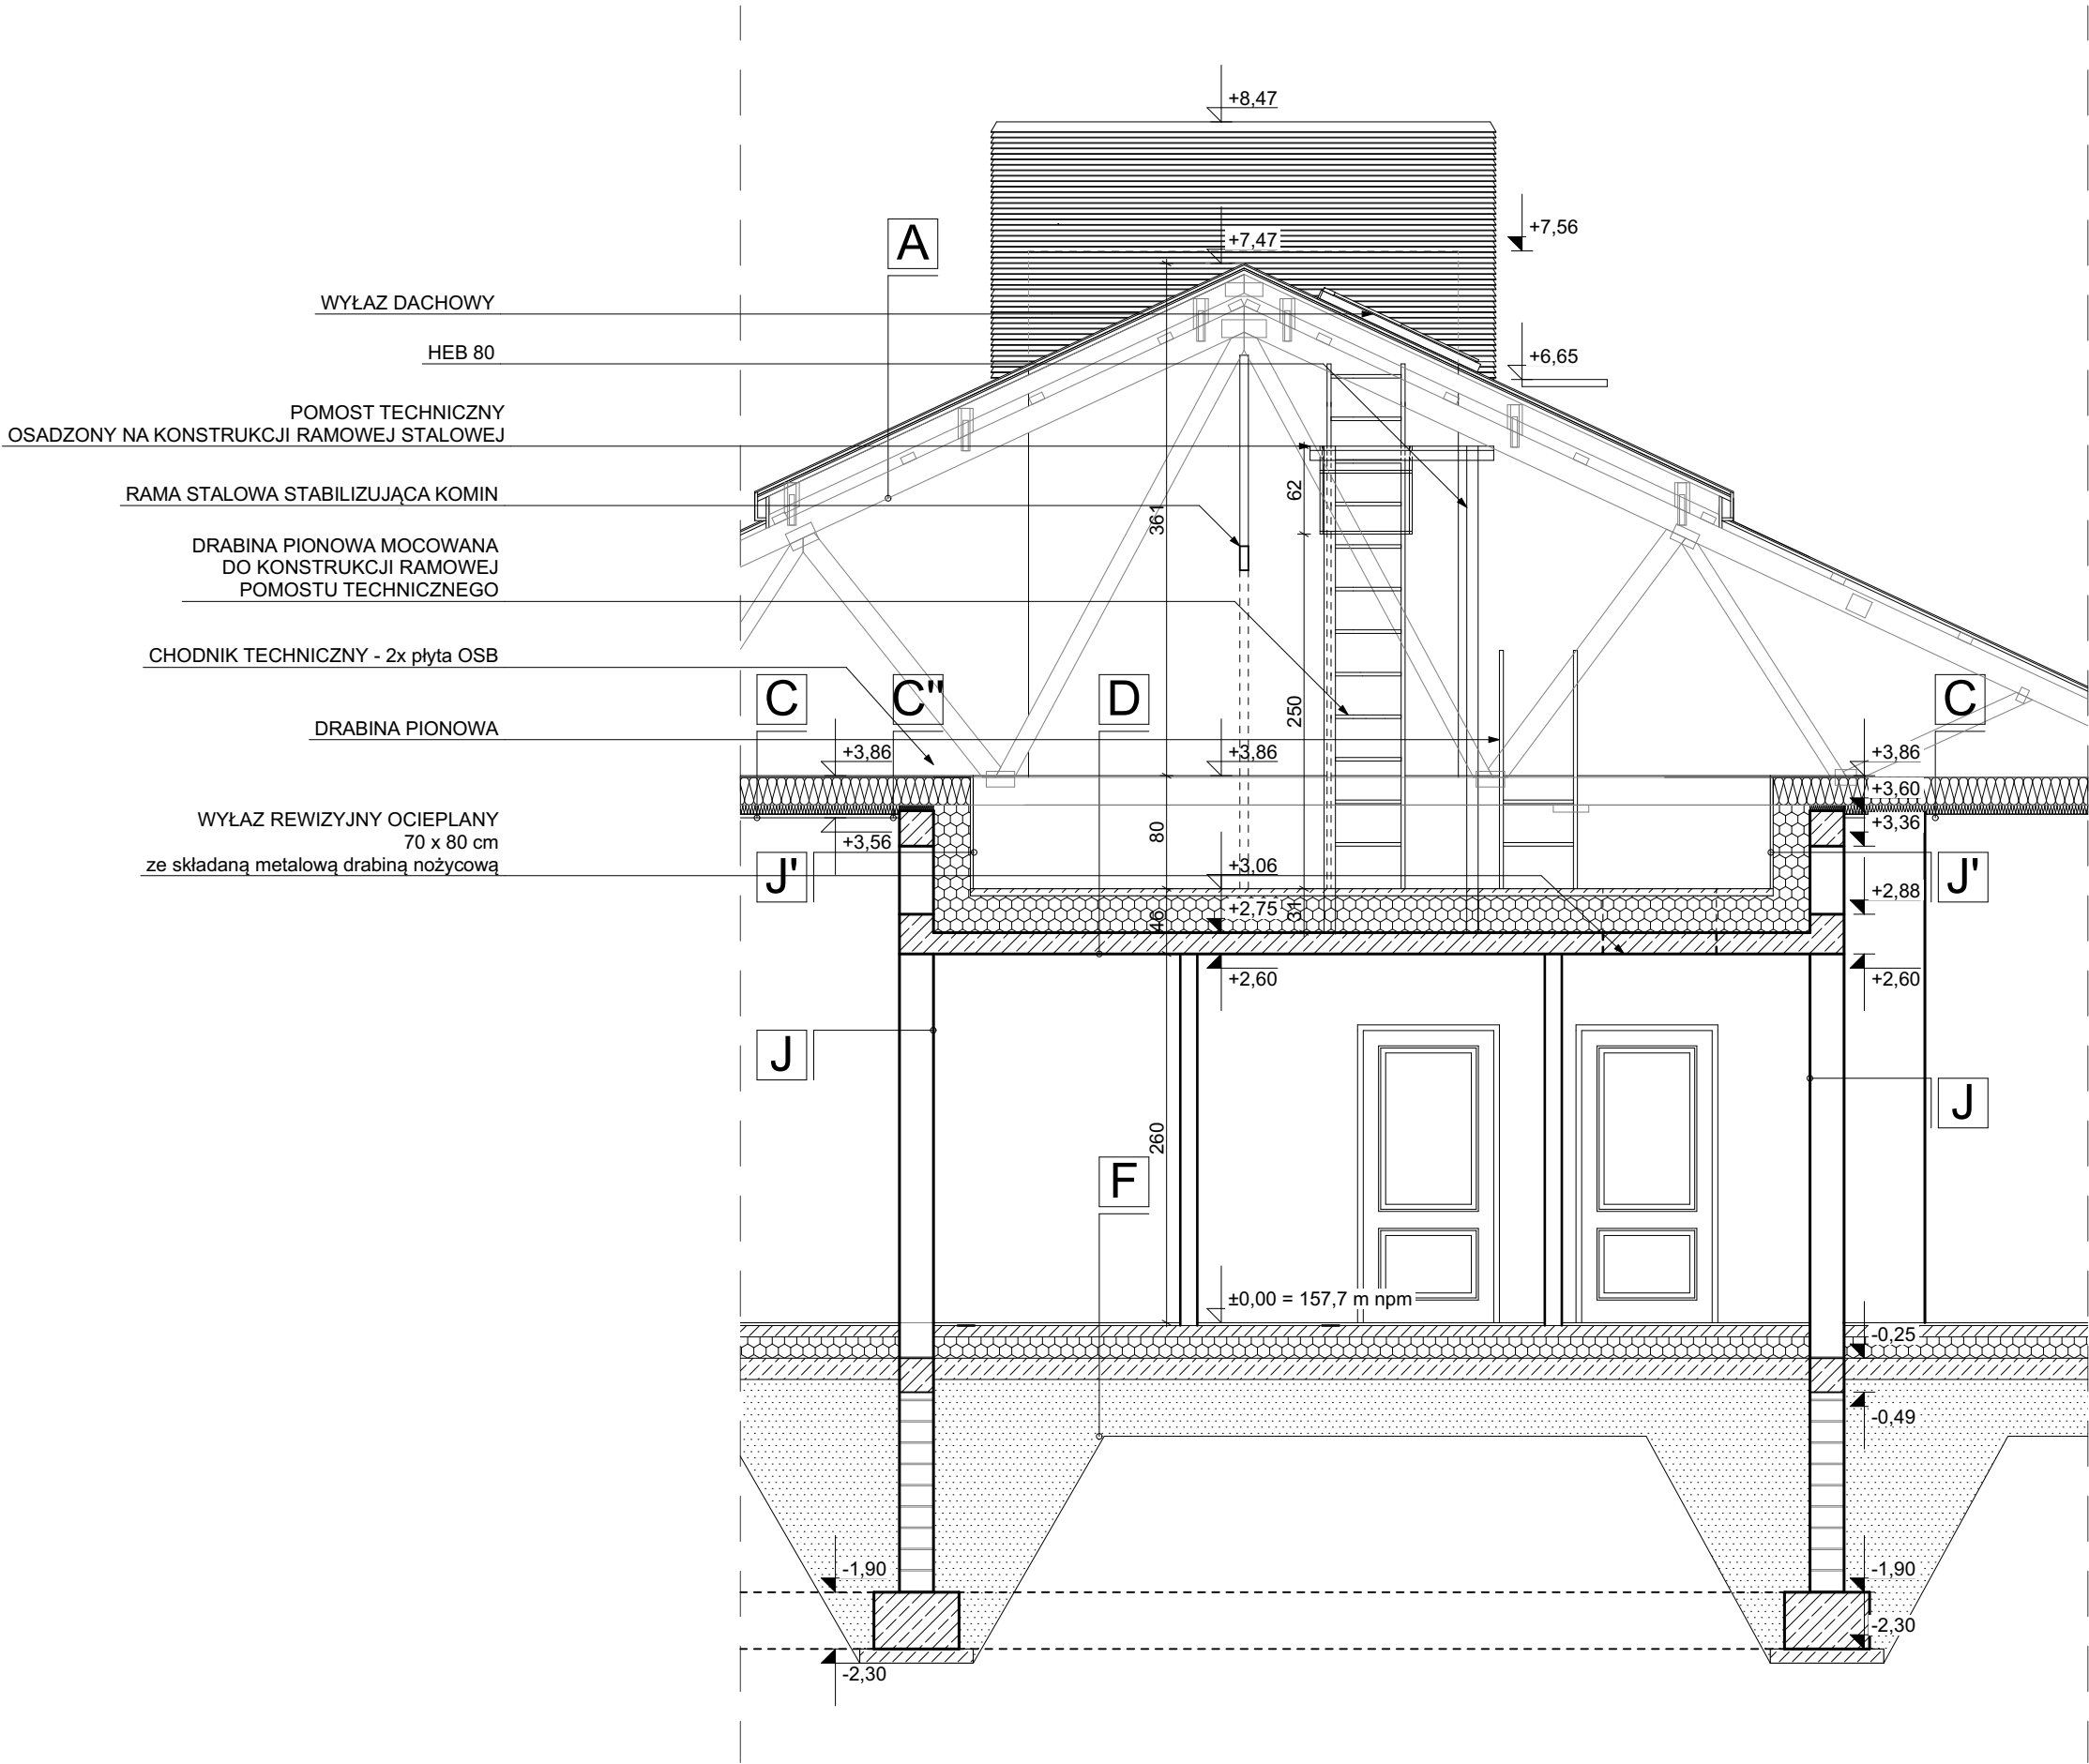 +8,47
+7,56
A
+7,47
WYŁAZ DACHOWY
HEB 80
+6,65
POMOST TECHNICZNY
OSADZONY NA KONSTRUKCJI RAMOWEJ STALOWEJ
RAMA STALOWA STABILIZUJĄCA KOMIN
62
361
DRABINA PIONOWA MOCOWANA
DO KONSTRUKCJI RAMOWEJ
POMOSTU TECHNICZNEGO
CHODNIK TECHNICZNY - 2x płyta OSB
C
C"
D
250
C
DRABINA PIONOWA
+3,86
+3,86
+3,86
+3,60
WYŁAZ REWIZYJNY OCIEPLANY
70 x 80 cm
ze składaną metalową drabiną nożycową
+3,56
80
+3,36
J'
+3,06
J'
+2,88
+2,75
46
31
+2,60
+2,60
J
J
260
F
±0,00 = 157,7 m npm
-0,25
-0,49
-1,90
-1,90
-2,30
-2,30